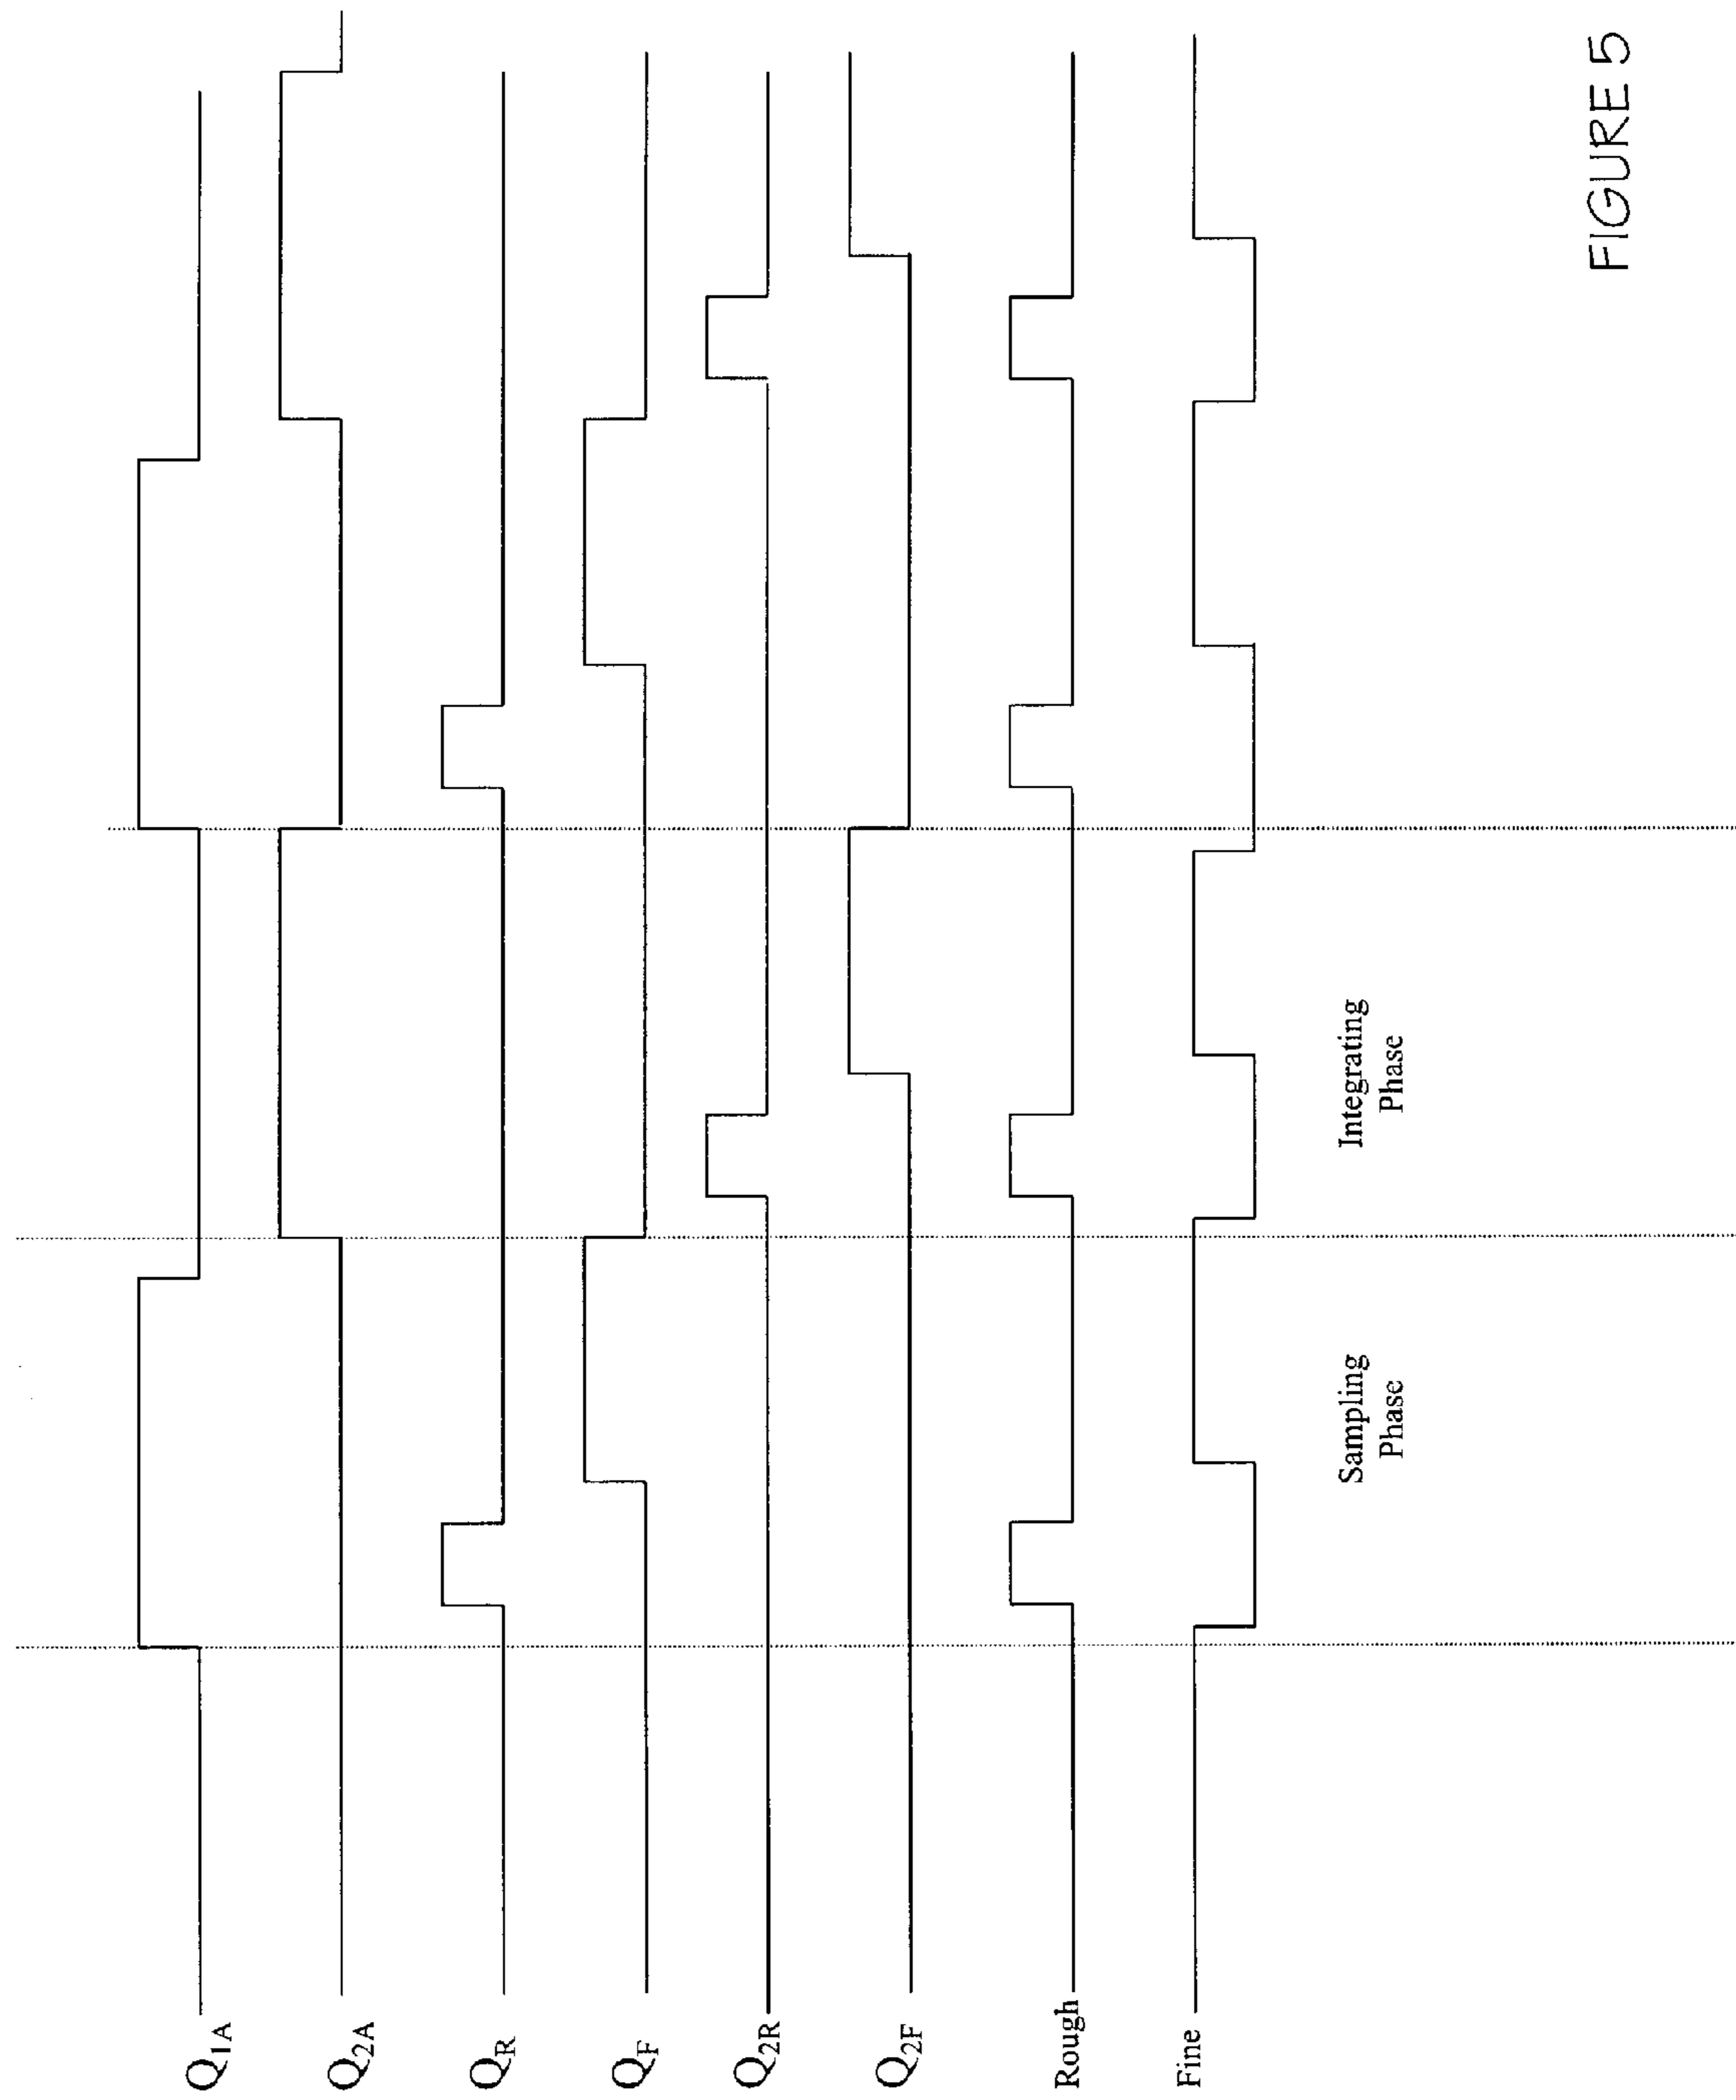 Q1A
Q2A
QR
QF
Q2R
Q2F
Rough
Fine
Sampling
Phase
Integrating
Phase
FIGURE 5